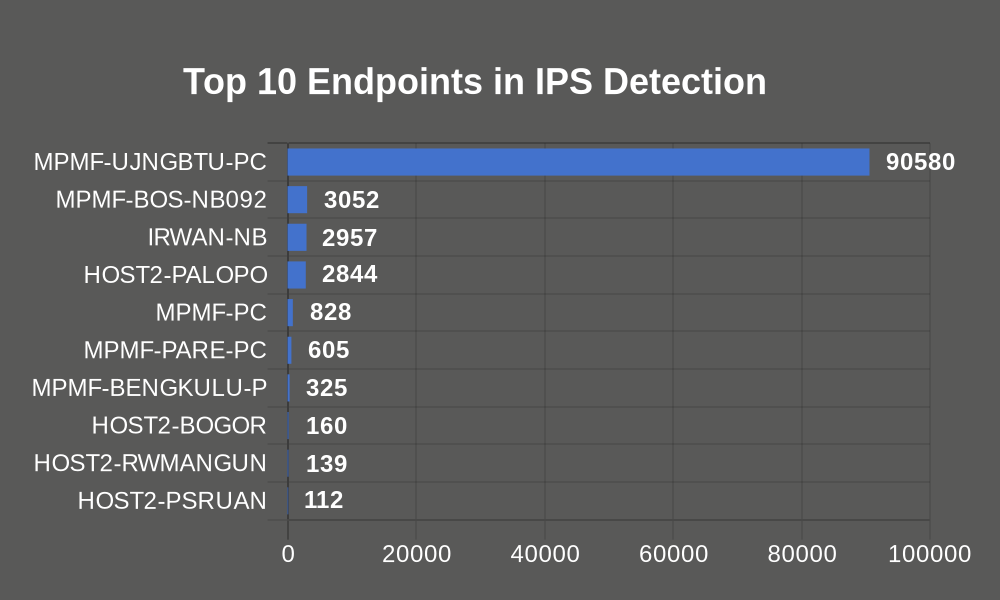 Top 10 Endpoints in IPS Detection
MPMF-UJNGBTU-PC 90580
MPMF-BOS-NB092 3052
IRWAN-NB 2957
HOST2-PALOPO 2844
MPMF-PC 828
MPMF-PARE-PC 605
MPMF-BENGKULU-P 325
HOST2-BOGOR 160
HOST2-RWMANGUN 139
HOST2-PSRUAN 112
0 20000 40000 60000 80000 100000